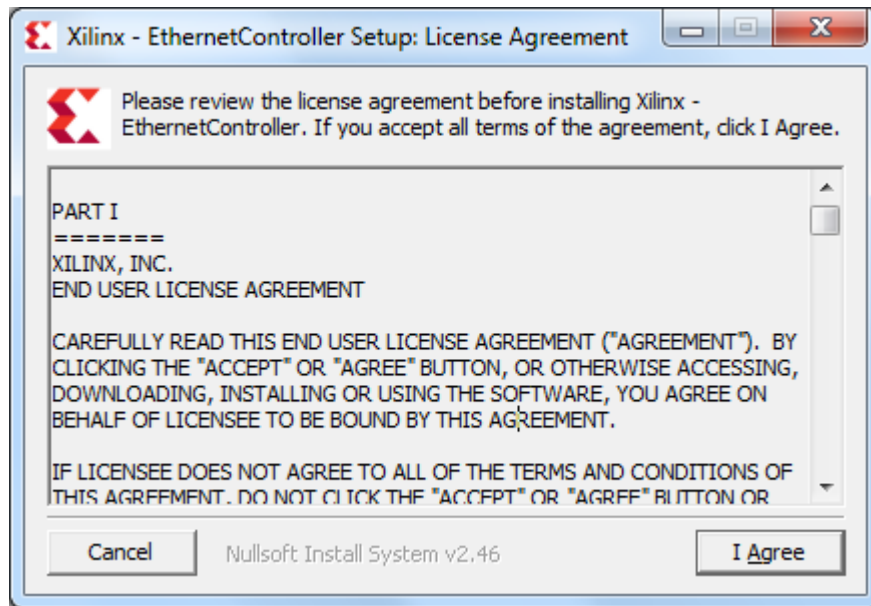 Xilinx - EthernetController Setup: License Agreement
Please review the license agreement before installing Xilinx -
EthernetController. If you accept all terms of the agreement, click I Agree.
PART I
=======
XILINX, INC.
END USER LICENSE AGREEMENT
CAREFULLY READ THIS END USER LICENSE AGREEMENT ("AGREEMENT").  BY
CLICKING THE "ACCEPT" OR "AGREE" BUTTON, OR OTHERWISE ACCESSING,
DOWNLOADING, INSTALLING OR USING THE SOFTWARE, YOU AGREE ON
BEHALF OF LICENSEE TO BE BOUND BY THIS AGREEMENT.
IF LICENSEE DOES NOT AGREE TO ALL OF THE TERMS AND CONDITIONS OF
THIS AGREEMENT, DO NOT CLICK THE "ACCEPT" OR "AGREE" BUTTON OR
Cancel
Nullsoft Install System v2.46
I Agree